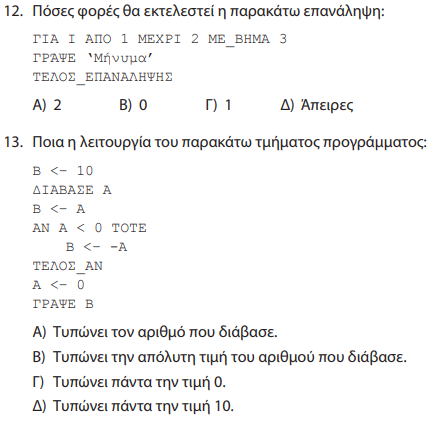 12. Πόσες φορές θα εκτελεστεί η παρακάτω επανάληψη:
ΓΙΑ Ι ΑΠΟ 1 ΜΕΧΡΙ 2 ΜΕ_ΒΗΜΑ 3
ΓΡΑΨΕ ‘Μήνυμα’
ΤΕΛΟΣ_ΕΠΑΝΑΛΗΨΗΣ
Α) 2 Β) 0 Γ) 1 Δ) Άπειρες
13. Ποια η λειτουργία του παρακάτω τμήματος προγράμματος:
Β <- 10
ΔΙΑΒΑΣΕ Α
Β <- Α
ΑΝ Α < 0 ΤΟΤΕ
Β <- -Α
ΤΕΛΟΣ_ΑΝ
Α <- 0
ΓΡΑΨΕ Β
Α) Τυπώνει τον αριθμό που διάβασε.
Β) Τυπώνει την απόλυτη τιμή του αριθμού που διάβασε.
Γ) Τυπώνει πάντα την τιμή 0.
Δ) Τυπώνει πάντα την τιμή 10.